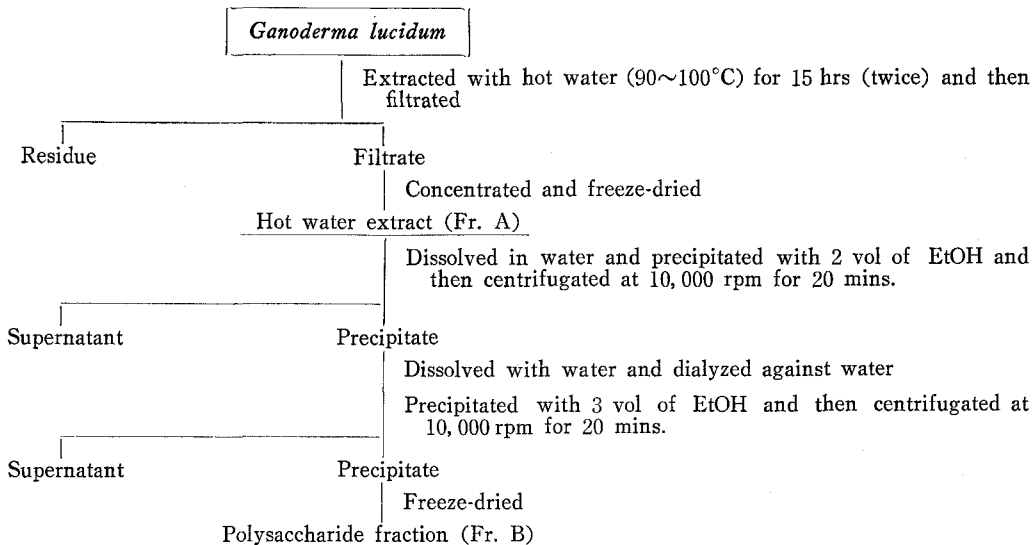 Ganoderma lucidum
Extracted with hot water (90~100°C) for 15 hrs (twice) and then
filtrated
Residue
Filtrate
Concentrated and freeze-dried
Hot water extract (Fr. A)
Dissolved in water and precipitated with 2 vol of EtOH and
then centrifugated at 10,000 rpm for 20 mins.
Supernatant
Precipitate
Dissolved with water and dialyzed against water
Precipitated with 3 vol of EtOH and then centrifugated at
10,000 rpm for 20 mins.
Supernatant
Precipitate
Freeze-dried
Polysaccharide fraction (Fr. B)